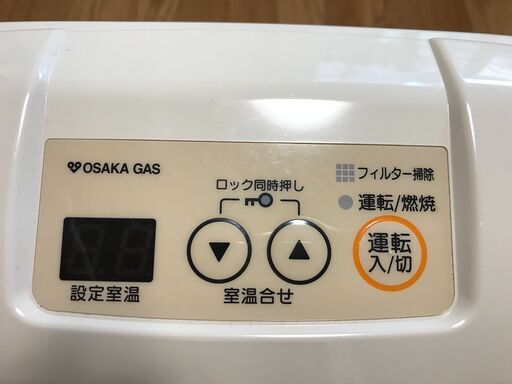 OSAKA GAS
ロック同時押し
フィルター掃除
運転/燃焼
運転
入/切
設定室温
室温合せ